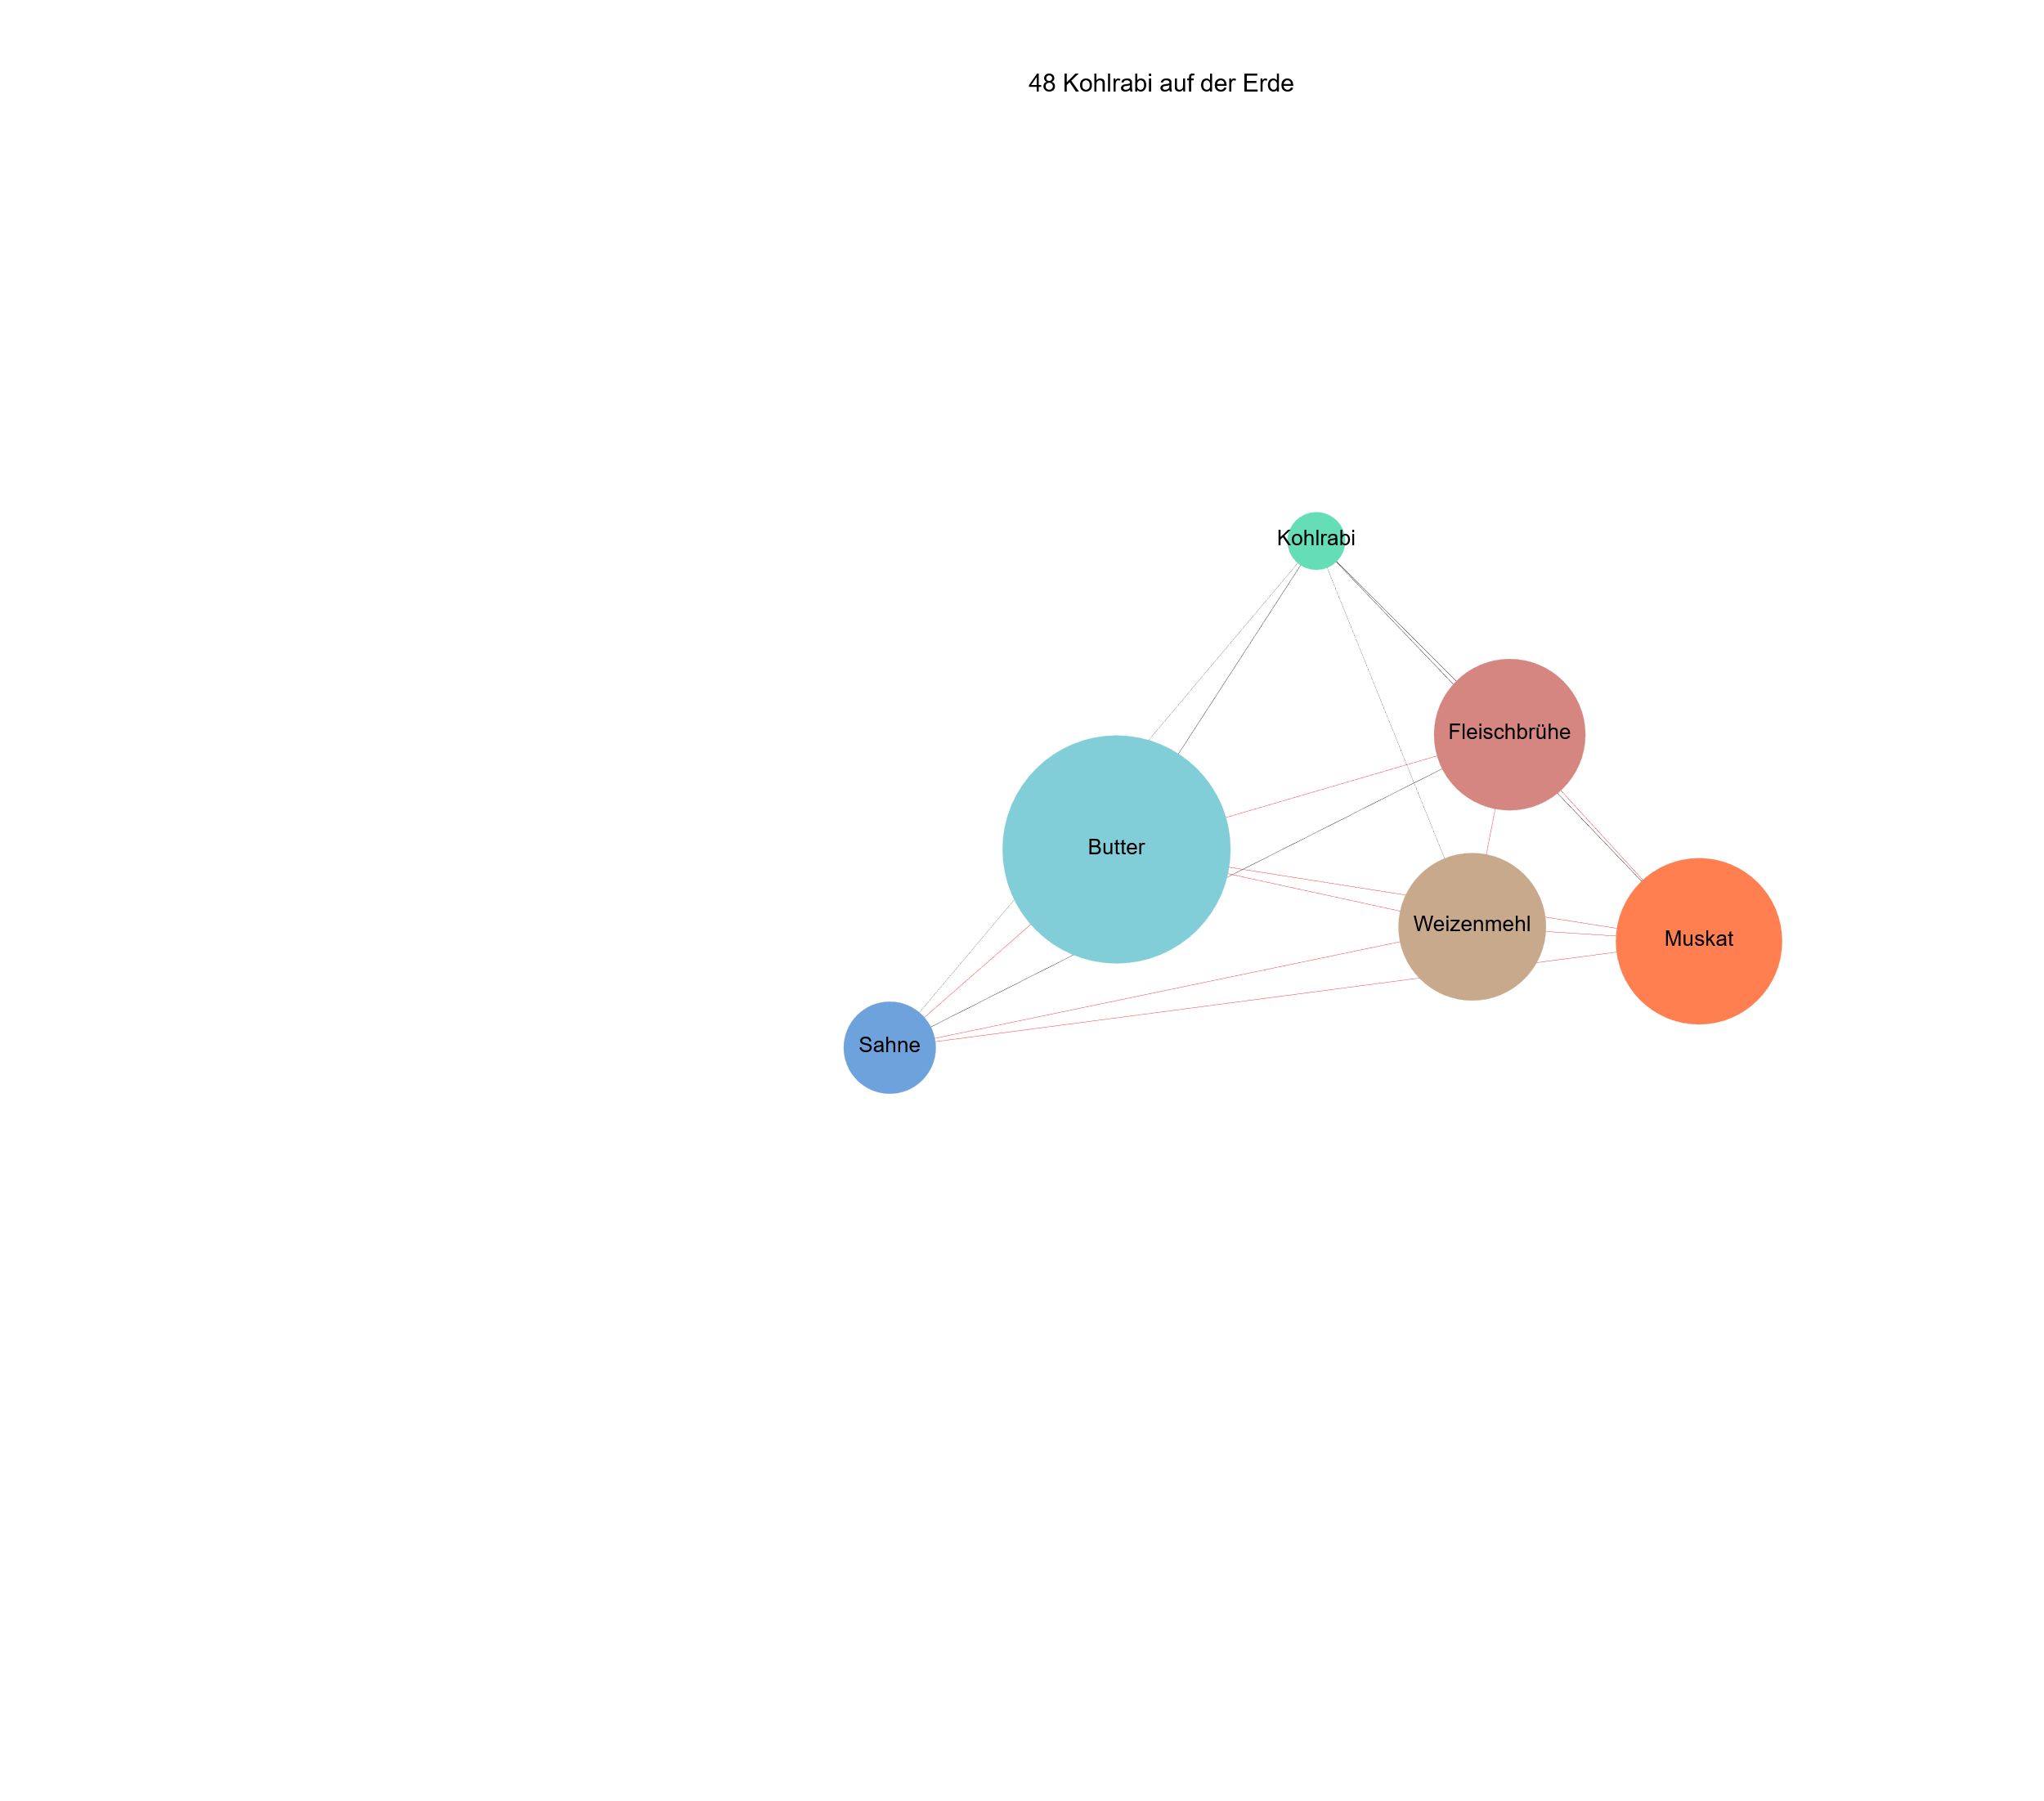 48 Kohlrabi auf der Erde
Kohlrabi
Fleischbrühe
Butter
Weizenmehl
Muskat
Sahne